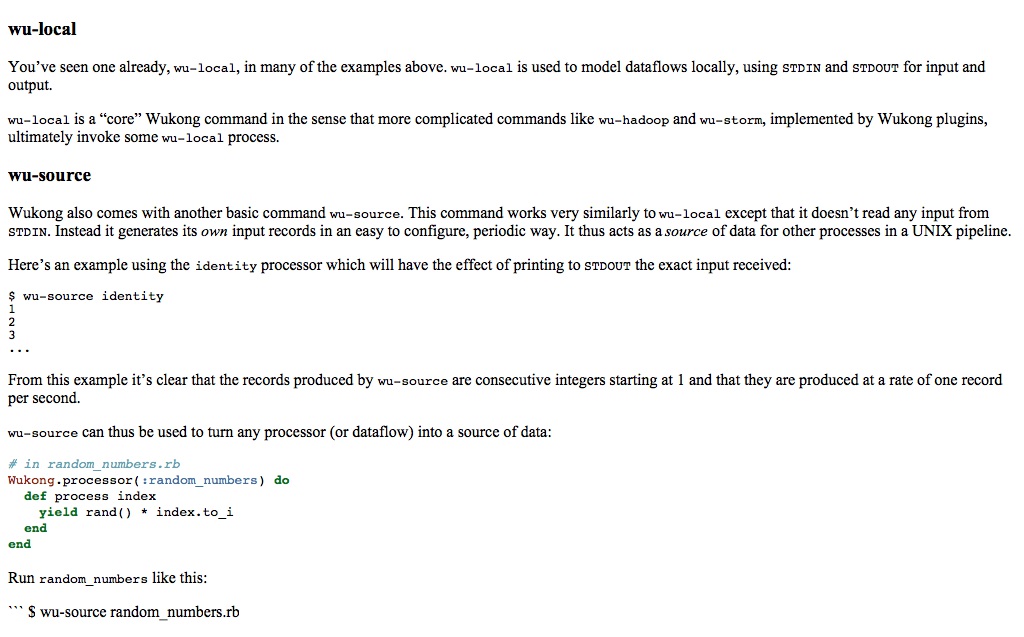 wu-local
You’ve seen one already, wu-local, in many of the examples above. wu-local is used to model dataflows locally, using STDIN and STDOUT for input and
output.
wu-local is a “core” Wukong command in the sense that more complicated commands like wu-hadoop and wu-storm, implemented by Wukong plugins,
ultimately invoke some wu-local process.
wu-source
Wukong also comes with another basic command wu-source. This command works very similarly to wu-local except that it doesn’t read any input from
STDIN. Instead it generates its own input records in an easy to configure, periodic way. It thus acts as a source of data for other processes in a UNIX pipeline.
Here’s an example using the identity processor which will have the effect of printing to STDOUT the exact input received:
$ wu-source identity
1
2
3
...
From this example it’s clear that the records produced by wu-source are consecutive integers starting at 1 and that they are produced at a rate of one record
per second.
wu-source can thus be used to turn any processor (or dataflow) into a source of data:
# in random_numbers.rb
Wukong.processor(:random_numbers) do
  def process index
    yield rand() * index.to_i
  end
end
Run random_numbers like this:
``` $ wu-source random_numbers.rb